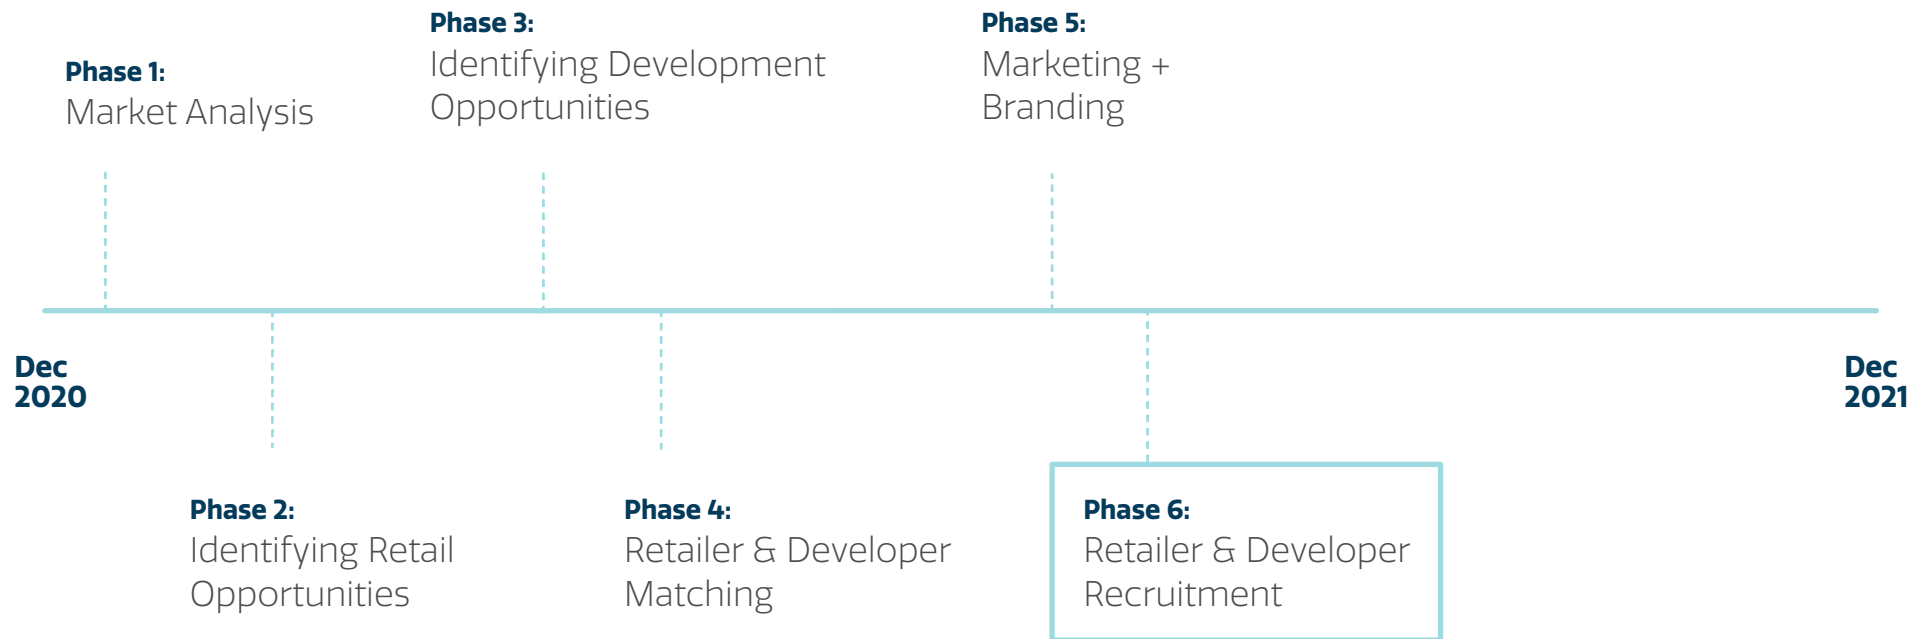 Phase 1:
Market Analysis
Phase 3:
Identifying Development
Opportunities
Phase 5:
Marketing +
Branding
Dec
2020
Dec
2021
Phase 2:
Identifying Retail
Opportunities
Phase 4:
Retailer & Developer
Matching
Phase 6:
Retailer & Developer
Recruitment